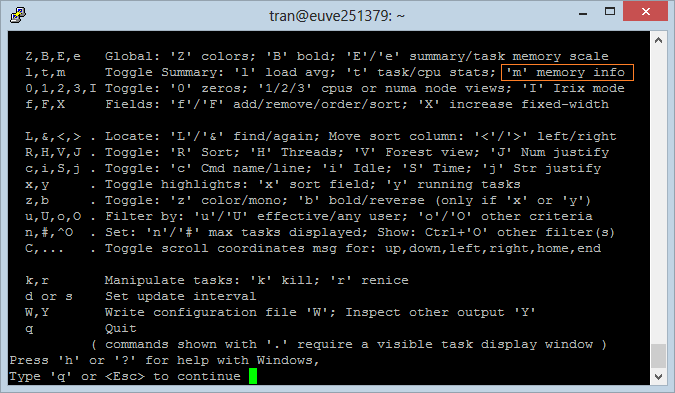 tran@euve251379: ~
Z,B,E,e Global: 'Z' colors; 'B' bold; 'E'/'e' summary/task memory scale
l,t,m Toggle Summary: 'l' load avg; 't' task/cpu stats; 'm' memory info
0,1,2,3,I Toggle: '0' zeros; '1/2/3' cpus or numa node views; 'I' Irix mode
f,F,X Fields: 'f'/'F' add/remove/order/sort; 'X' increase fixed-width
L,&,<,> . Locate: 'L'/'&' find/again; Move sort column: '<'/'>' left/right
R,H,V,J . Toggle: 'R' Sort; 'H' Threads; 'V' Forest view; 'J' Num justify
c,i,S,j . Toggle: 'c' Cmd name/line; 'i' Idle; 'S' Time; 'j' Str justify
x,y . Toggle highlights: 'x' sort field; 'y' running tasks
z,b . Toggle: 'z' color/mono; 'b' bold/reverse (only if 'x' or 'y')
u,U,o,O . Filter by: 'u'/'U' effective/any user; 'o'/'O' other criteria
n,#,^O . Set: 'n'/'#' max tasks displayed; Show: Ctrl+'O' other filter(s)
C,... . Toggle scroll coordinates msg for: up,down,left,right,home,end
k,r Manipulate tasks: 'k' kill; 'r' renice
d or s Set update interval
W,Y Write configuration file 'W'; Inspect other output 'Y'
q Quit
( commands shown with '.' require a visible task display window )
Press 'h' or '?' for help with Windows,
Type 'q' or <Esc> to continue